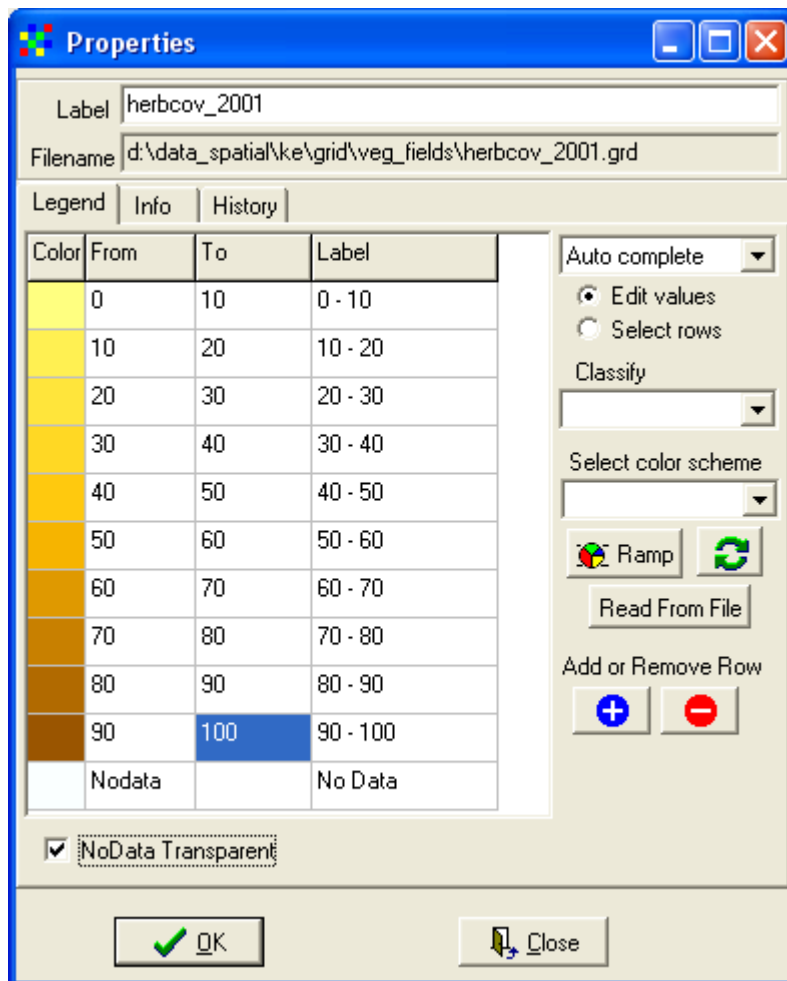 Properties
Label herbcov_2001
Filename d:\data_spatial\ke\grid\veg_fields\herbcov_2001.grd
Legend Info History
Color From To Label
0 10 0 - 10
10 20 10 - 20
20 30 20 - 30
30 40 30 - 40
40 50 40 - 50
50 60 50 - 60
60 70 60 - 70
70 80 70 - 80
80 90 80 - 90
90 100 90 - 100
Nodata No Data
Auto complete
Edit values
Select rows
Classify
Select color scheme
Ramp
Read From File
Add or Remove Row
NoData Transparent
OK Close